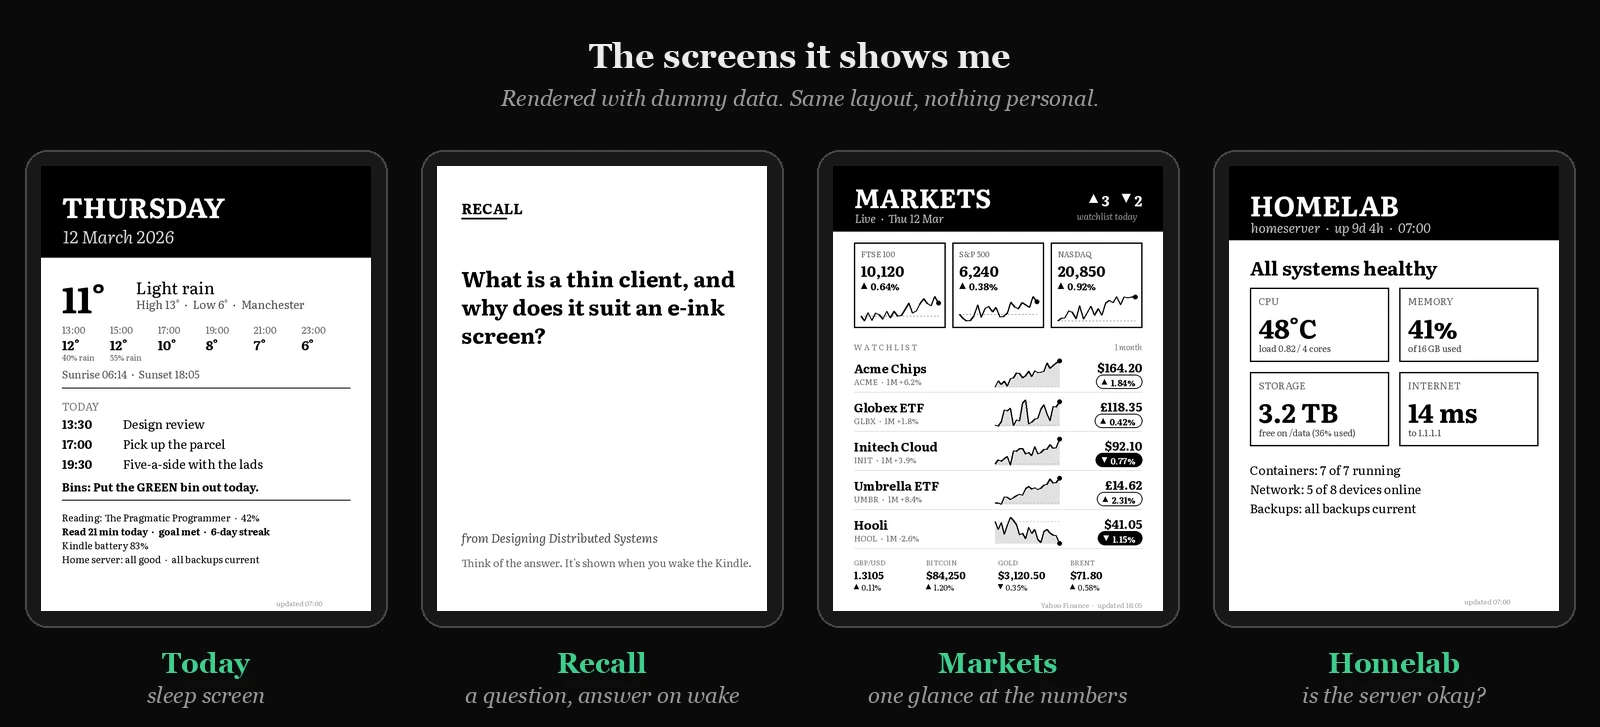 The screens it shows me
Rendered with dummy data. Same layout, nothing personal.
THURSDAY
12 March 2026
11°
Light rain
High 13° · Low 6° · Manchester
13:00 15:00 17:00 19:00 21:00 23:00
12° 12° 10° 8° 7° 6°
40% rain 55% rain
Sunrise 06:14 · Sunset 18:05
TODAY
13:30 Design review
17:00 Pick up the parcel
19:30 Five-a-side with the lads
Bins: Put the GREEN bin out today.
Reading: The Pragmatic Programmer · 42%
Read 21 min today · goal met · 6-day streak
Kindle battery 83%
Home server: all good · all backups current
updated 07:00
Today
sleep screen
RECALL
What is a thin client, and
why does it suit an e-ink
screen?
from Designing Distributed Systems
Think of the answer. It's shown when you wake the Kindle.
Recall
a question, answer on wake
MARKETS
▲3 ▼2
Live · Thu 12 Mar
watchlist today
FTSE 100 S&P 500 NASDAQ
10,120 6,240 20,850
▲ 0.64% ▲ 0.38% ▲ 0.92%
WATCHLIST 1 month
Acme Chips $164.20
ACME · 1M +6.2% ▲ 1.84%
Globex ETF £118.35
GLBX · 1M +1.8% ▲ 0.42%
Initech Cloud $92.10
INIT · 1M +3.9% ▼ 0.77%
Umbrella ETF £14.62
UMBR · 1M +8.4% ▲ 2.31%
Hooli $41.05
HOOL · 1M -2.6% ▼ 1.15%
GBP/USD BITCOIN GOLD BRENT
1.3105 $84,250 $3,120.50 $71.80
▲ 0.11% ▲ 1.20% ▼ 0.35% ▲ 0.58%
Yahoo Finance · updated 16:05
Markets
one glance at the numbers
HOMELAB
homeserver · up 9d 4h · 07:00
All systems healthy
CPU
48°C
load 0.82 / 4 cores
MEMORY
41%
of 16 GB used
STORAGE
3.2 TB
free on /data (36% used)
INTERNET
14 ms
to 1.1.1.1
Containers: 7 of 7 running
Network: 5 of 8 devices online
Backups: all backups current
updated 07:00
Homelab
is the server okay?